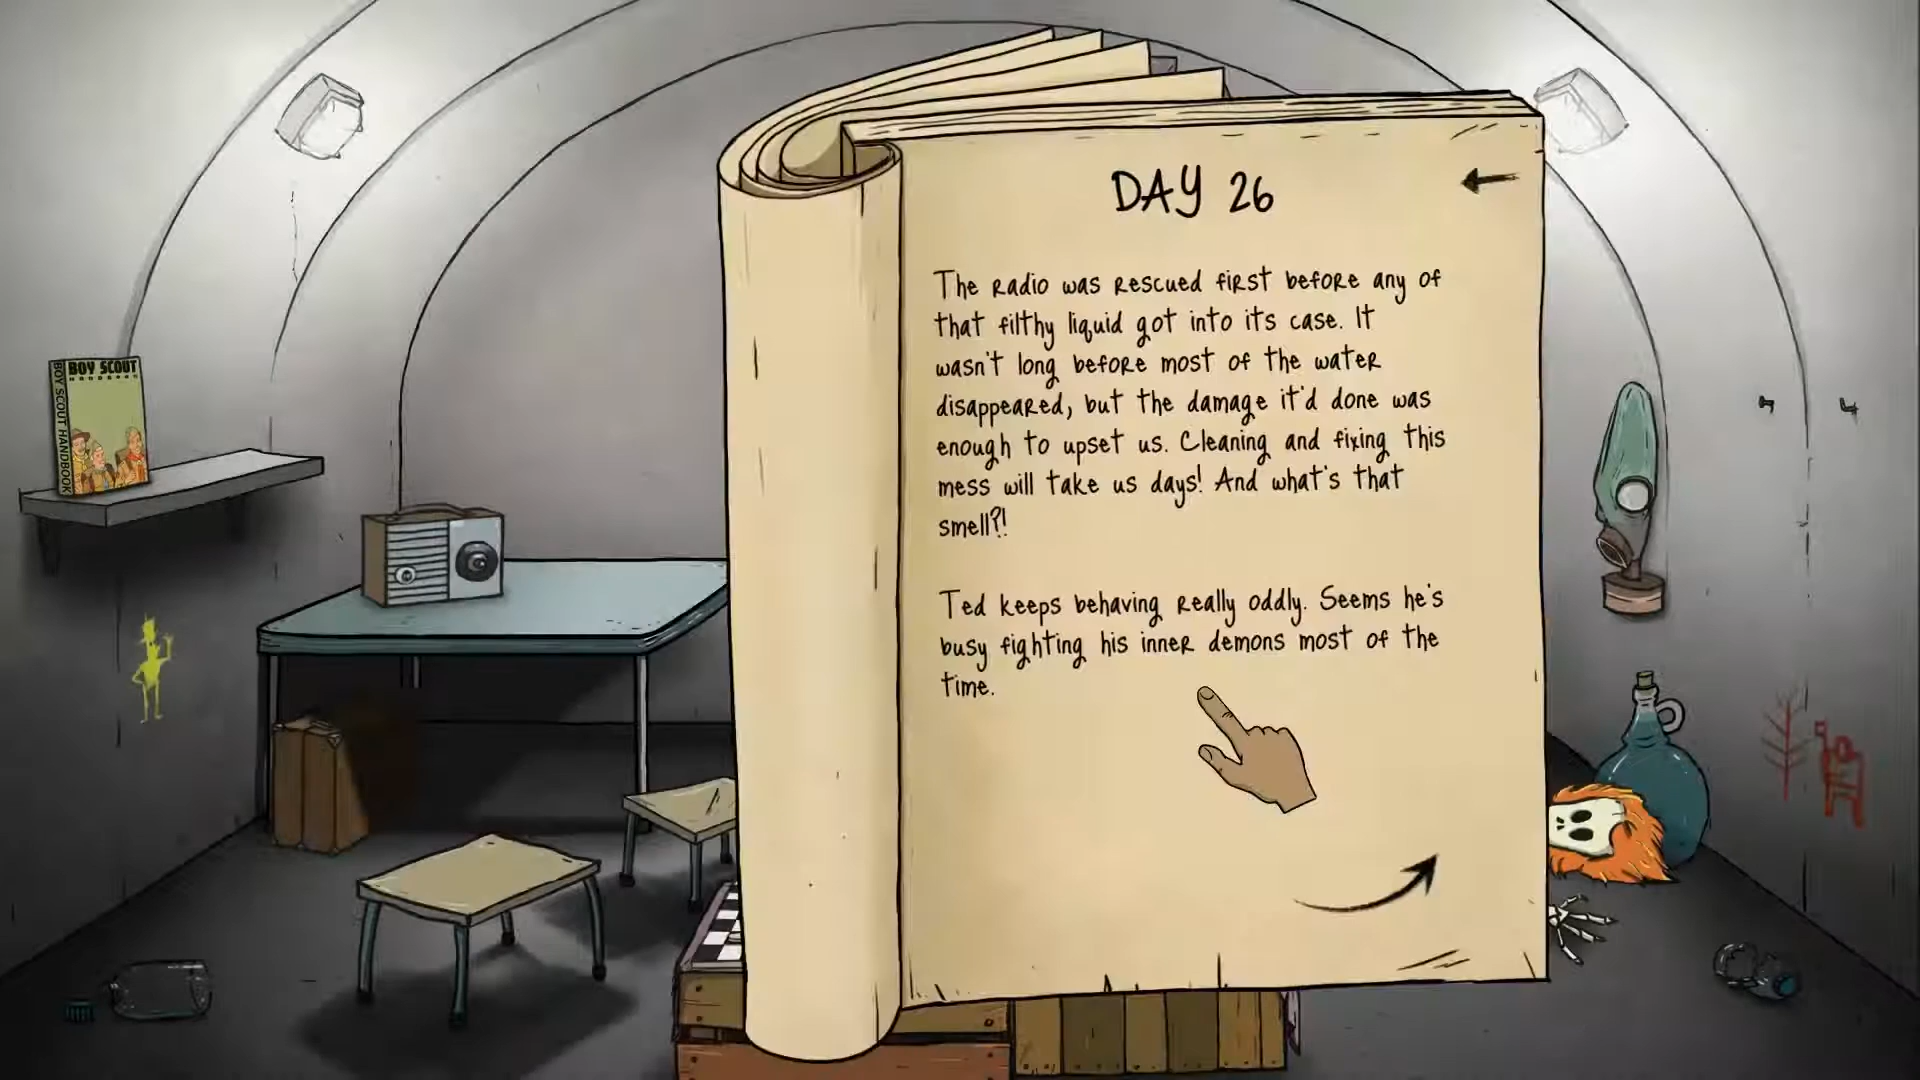 DAY 26
The radio was rescued first before any of
that filthy liquid got into its case. It
wasn't long before most of the water
disappeared, but the damage it'd done was
enough to upset us. Cleaning and fixing this
mess will take us days! And what's that
smell?!
Ted keeps behaving really oddly. Seems he's
busy fighting his inner demons most of the
time.
BOY SCOUT
BOY SCOUT HANDBOOK